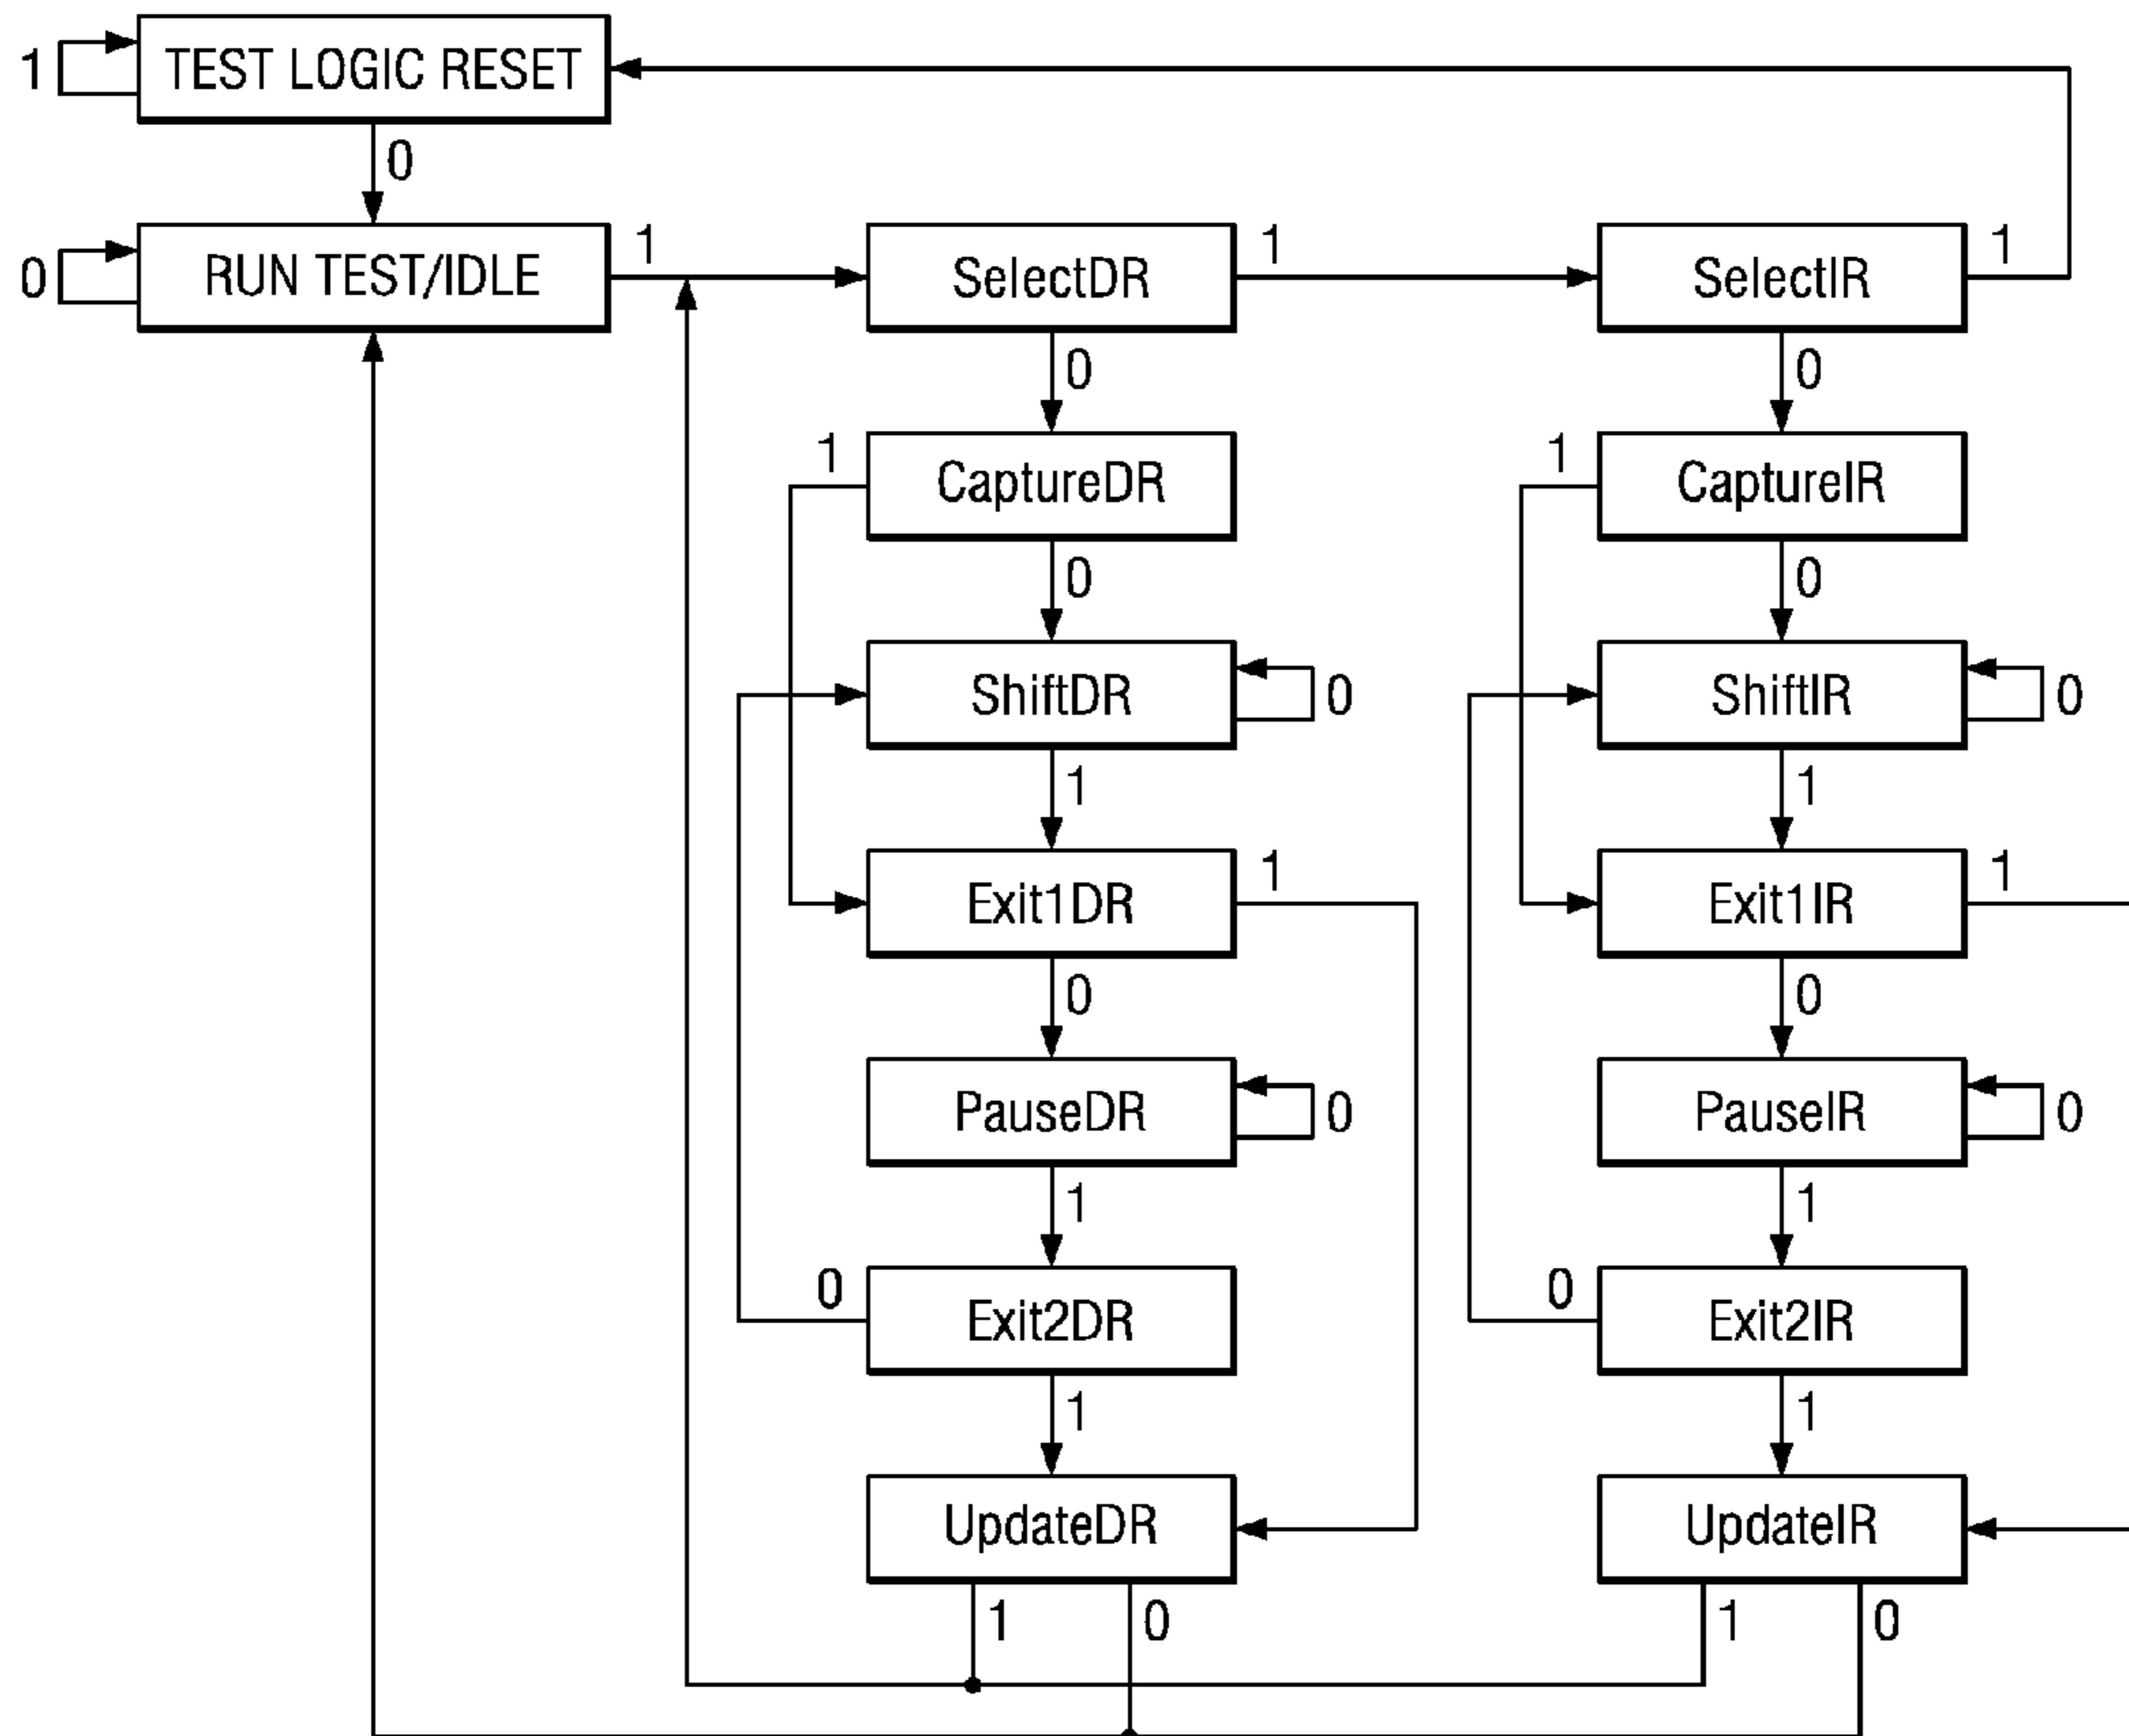 1
TEST LOGIC RESET
0
0
RUN TEST/IDLE
1
SelectDR
1
SelectIR
1
0
0
1
CaptureDR
1
CaptureIR
0
0
ShiftDR
0
ShiftIR
0
1
1
Exit1DR
1
Exit1IR
1
0
0
PauseDR
0
PauseIR
0
1
1
0
Exit2DR
0
Exit2IR
1
1
UpdateDR
UpdateIR
1
0
1
0